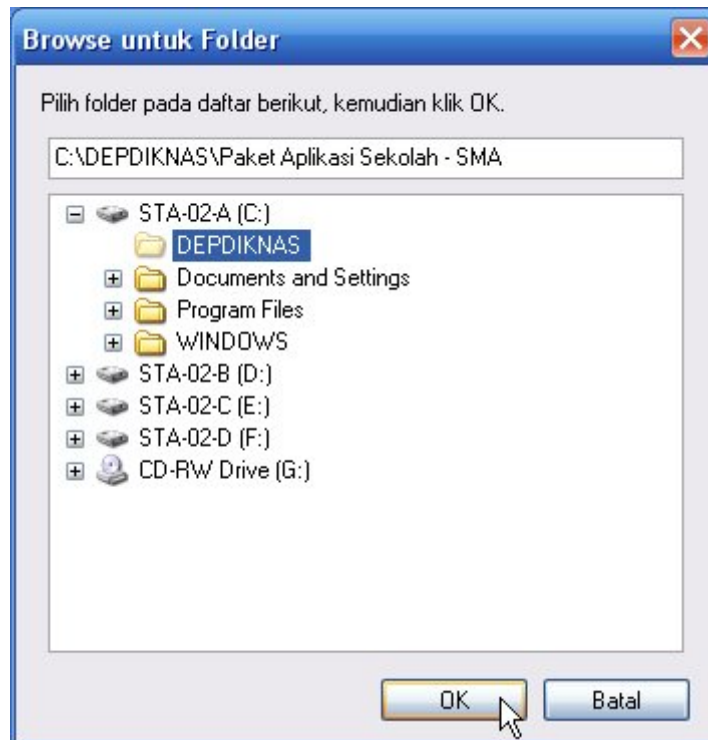 Browse untuk Folder
Pilih folder pada daftar berikut, kemudian klik OK.
C:\DEPDIKNAS\Paket Aplikasi Sekolah - SMA
STA-02-A (C:)
DEPDIKNAS
Documents and Settings
Program Files
WINDOWS
STA-02-B (D:)
STA-02-C (E:)
STA-02-D (F:)
CD-RW Drive (G:)
OK Batal